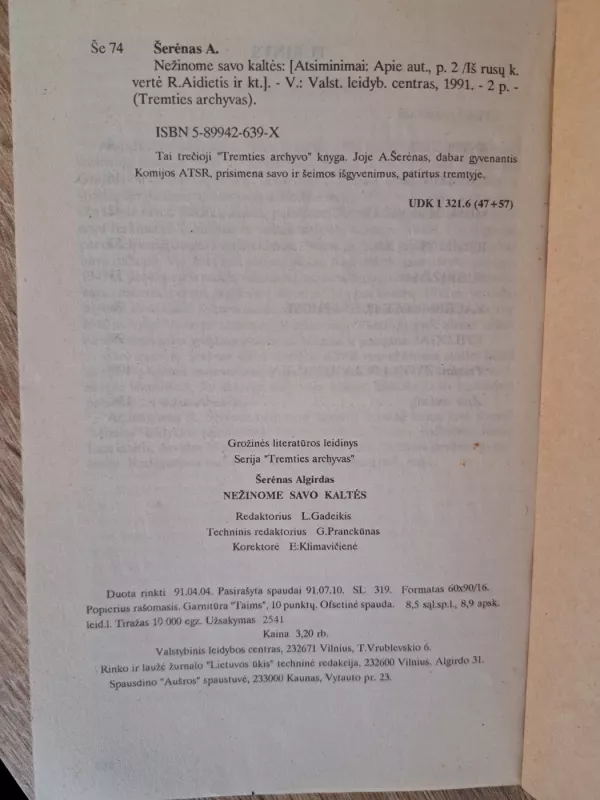 Še 74 Šerėnas A.
Nežinome savo kaltės: [Atsiminimai: Apie aut., p. 2 /Iš rusų k.
vertė R.Aidietis ir kt.]. - V.: Valst. leidyb. centras, 1991. - 2 p. -
(Tremties archyvas).
ISBN 5-89942-639-X
Tai trečioji "Tremties archyvo" knyga. Joje A.Šerėnas, dabar gyvenantis
Komijos ATSR, prisimena savo ir šeimos išgyvenimus, patirtus tremtyje.
UDK 1 321.6 (47+57)
Grožinės literatūros leidinys
Serija "Tremties archyvas"
Šerėnas Algirdas
NEŽINOME SAVO KALTĖS
Redaktorius L.Gadeikis
Techninis redaktorius G.Pranckūnas
Korektorė E.Klimavičienė
Duota rinkti 91.04.04. Pasirašyta spaudai 91.07.10. SL 319. Formatas 60x90/16.
Popierius rašomasis. Garnitūra "Taims", 10 punktų. Ofsetinė spauda. 8,5 sąl.sp.l., 8,9 apsk.
leid.l. Tiražas 10 000 egz. Užsakymas 2541
Kaina 3,20 rb.
Valstybinis leidybos centras, 232671 Vilnius, T.Vrublevskio 6.
Rinko ir laužė žurnalo "Lietuvos ūkis" techninė redakcija, 232600 Vilnius. Algirdo 31.
Spausdino "Aušros" spaustuvė, 233000 Kaunas, Vytauto pr. 23.